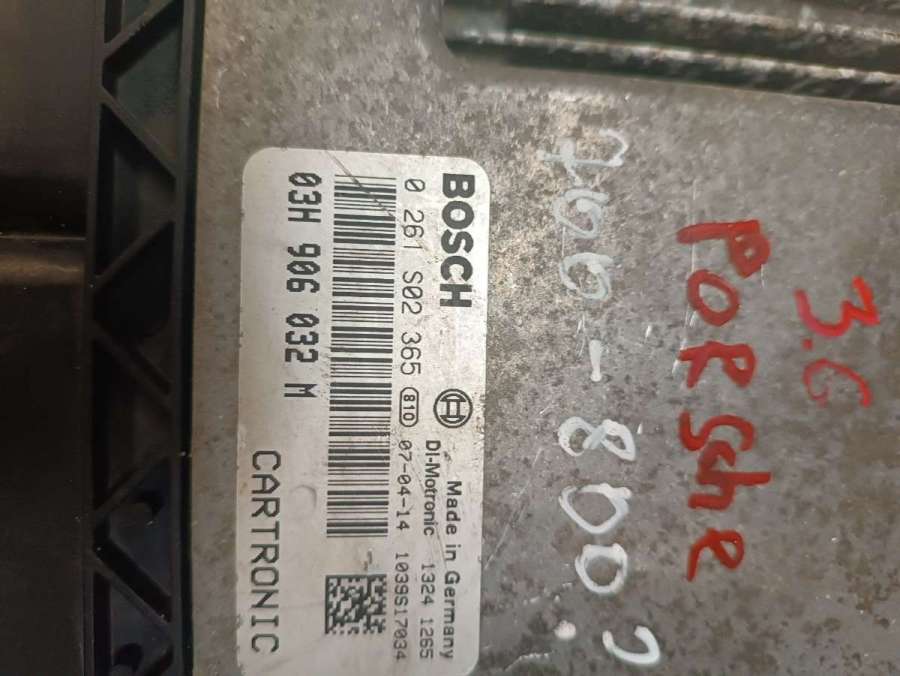 BOSCH
Made in Germany
DI-Motronic 1324 1265
0 261 S02 365 810 07-04-14 1039S17034
03H 906 032 M
CARTRONIC
3.6
PORSche